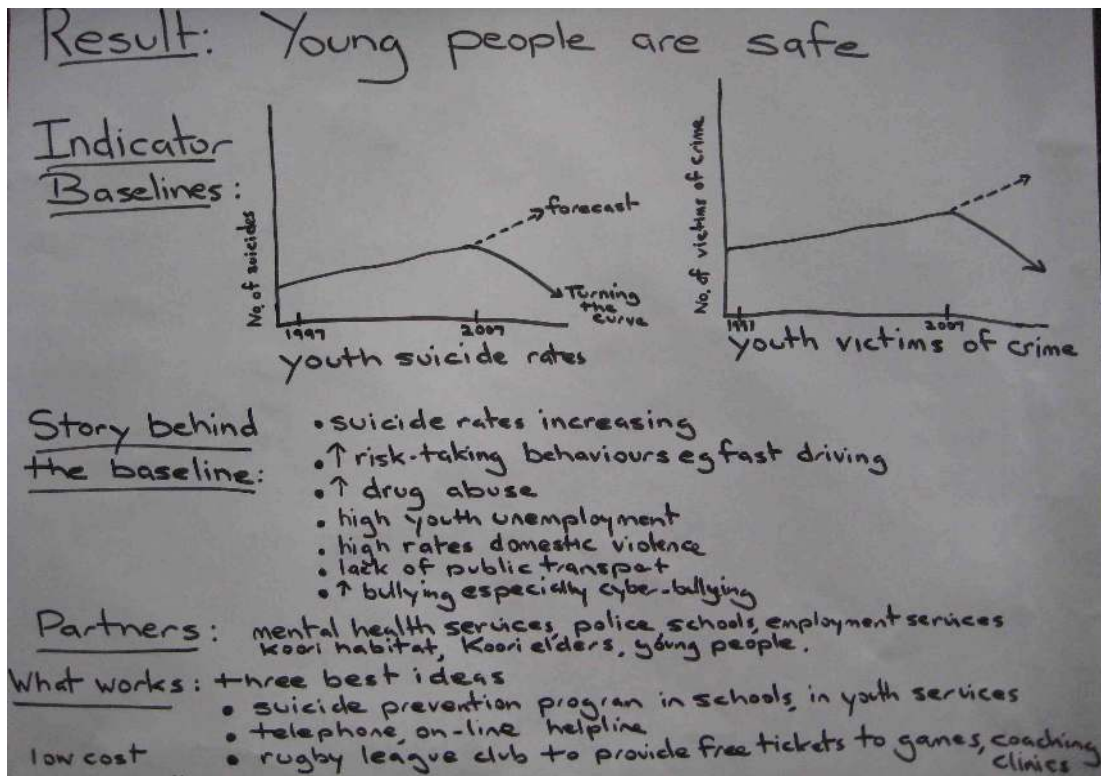 Result: Young people are safe
Indicator
Baselines:
No. of suicides
forecast
Turning
the
curve
1997
2007
youth suicide rates
No. of victims of crime
1997
2007
youth victims of crime
Story behind
the baseline:
• suicide rates increasing
• ↑ risk-taking behaviours eg fast driving
• ↑ drug abuse
• high youth unemployment
• high rates domestic violence
• lack of public transpat
• ↑ bullying especially cyber-bullying
Partners: mental health services, police schools, employment services
Koori habitat, Koori elders, young people.
What works: three best ideas
• suicide prevention program in schools, in youth services
• telephone, on-line helpline
low cost • rugby league club to provide free tickets to games, coaching
clinics